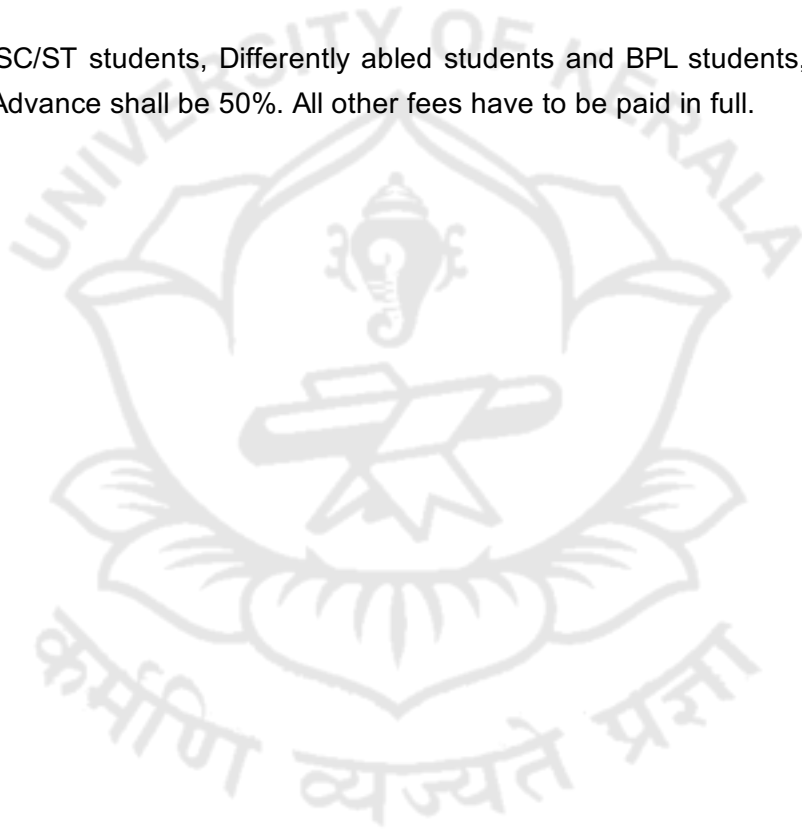 SC/ST students, Differently abled students and BPL students,
Advance shall be 50%. All other fees have to be paid in full.
UNIVERSITY OF KERALA
कर्मणि व्यज्यते प्रज्ञा